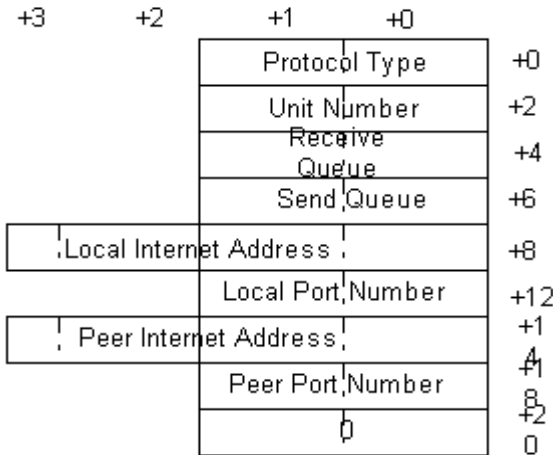 +3 +2 +1 +0
Protocol Type +0
Unit Number +2
Receive
Queue +4
Send Queue +6
Local Internet Address +8
Local Port Number +12
Peer Internet Address +1
4
Peer Port Number +1
8
0 +2
0